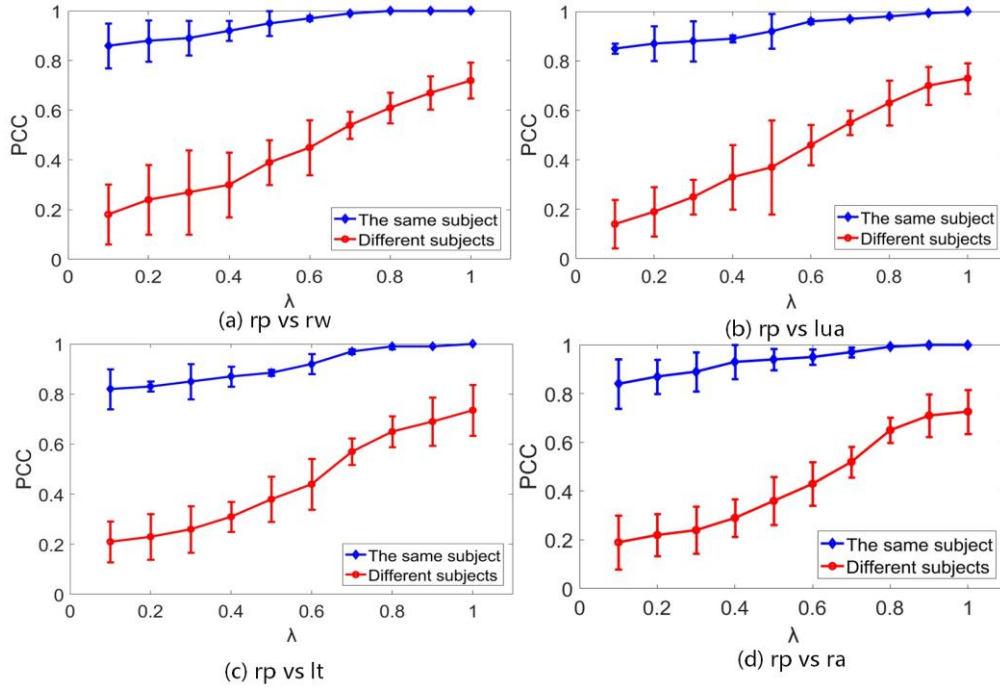 1
0.8
0.6
0.4
0.2
0
PCC
0 0.2 0.4 0.6 0.8 1
λ
The same subject
Different subjects
(a) rp vs rw
1
0.8
0.6
0.4
0.2
0
PCC
0 0.2 0.4 0.6 0.8 1
λ
The same subject
Different subjects
(b) rp vs lua
1
0.8
0.6
0.4
0.2
0
PCC
0 0.2 0.4 0.6 0.8 1
λ
The same subject
Different subjects
(c) rp vs lt
1
0.8
0.6
0.4
0.2
0
PCC
0 0.2 0.4 0.6 0.8 1
λ
The same subject
Different subjects
(d) rp vs ra